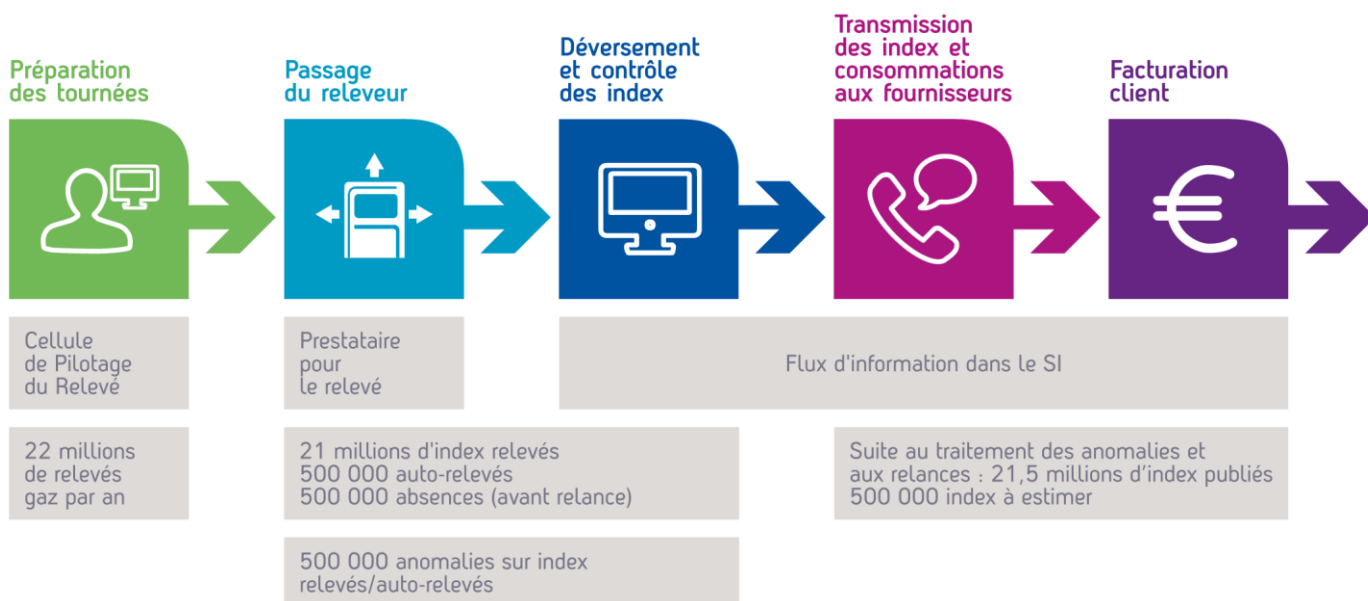 Préparation
des tournées
Passage
du releveur
Déversement
et contrôle
des index
Transmission
des index et
consommations
aux fournisseurs
Facturation
client
€
Cellule
de Pilotage
du Relevé
Prestataire
pour
le relevé
Flux d'information dans le SI
22 millions
de relevés
gaz par an
21 millions d'index relevés
500 000 auto-relevés
500 000 absences (avant relance)
Suite au traitement des anomalies et
aux relances : 21,5 millions d’index publiés
500 000 index à estimer
500 000 anomalies sur index
relevés/auto-relevés